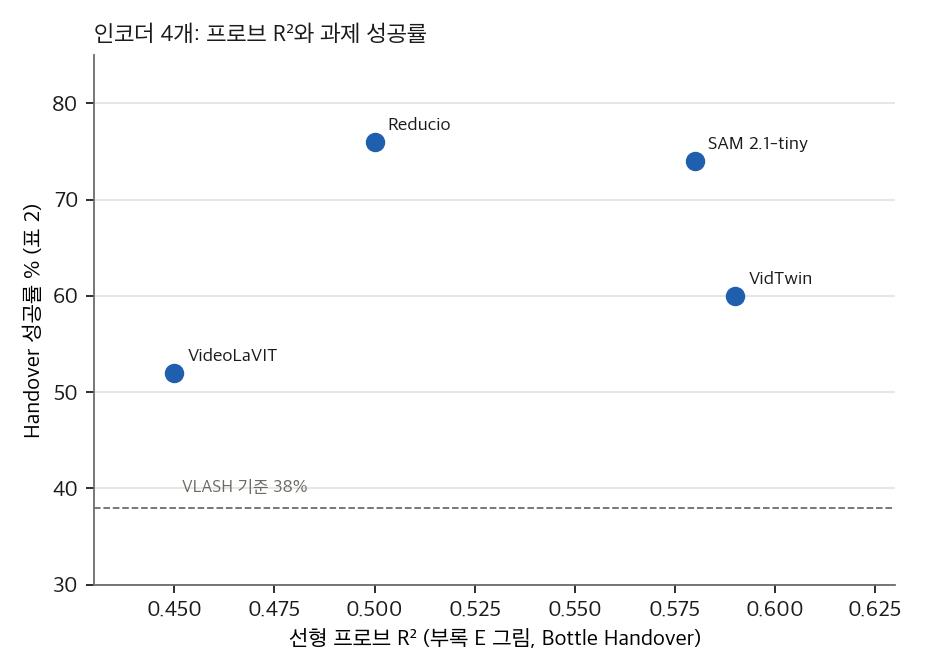 인코더 4개: 프로브 R²와 과제 성공률
Handover 성공률 % (표 2)
80
70
60
50
40
30
Reducio
SAM 2.1-tiny
VidTwin
VideoLaVIT
VLASH 기준 38%
0.450 0.475 0.500 0.525 0.550 0.575 0.600 0.625
선형 프로브 R² (부록 E 그림, Bottle Handover)